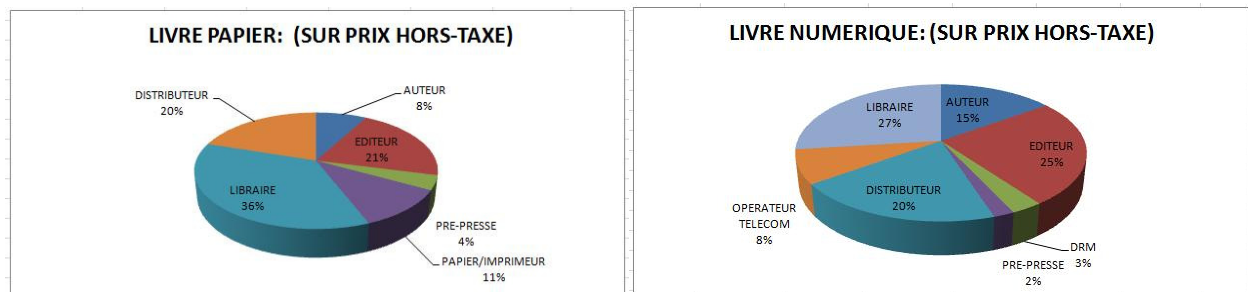 LIVRE PAPIER: (SUR PRIX HORS-TAXE)
DISTRIBUTEUR
20%
AUTEUR
8%
EDITEUR
21%
LIBRAIRE
36%
PRE-PRESSE
4%
PAPIER/IMPRIMEUR
11%
LIVRE NUMERIQUE: (SUR PRIX HORS-TAXE)
LIBRAIRE
27%
AUTEUR
15%
EDITEUR
25%
DISTRIBUTEUR
20%
OPERATEUR
TELECOM
8%
DRM
3%
PRE-PRESSE
2%